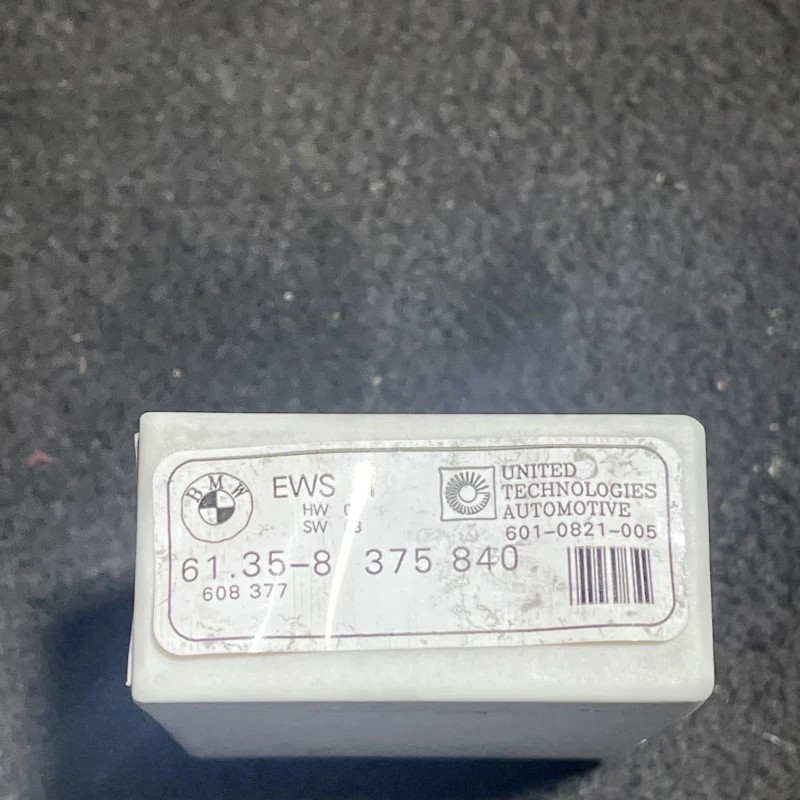 BMW
EWS
HW
SW
61.35-8 375 840
608 377
UNITED
TECHNOLOGIES
AUTOMOTIVE
601-0821-005